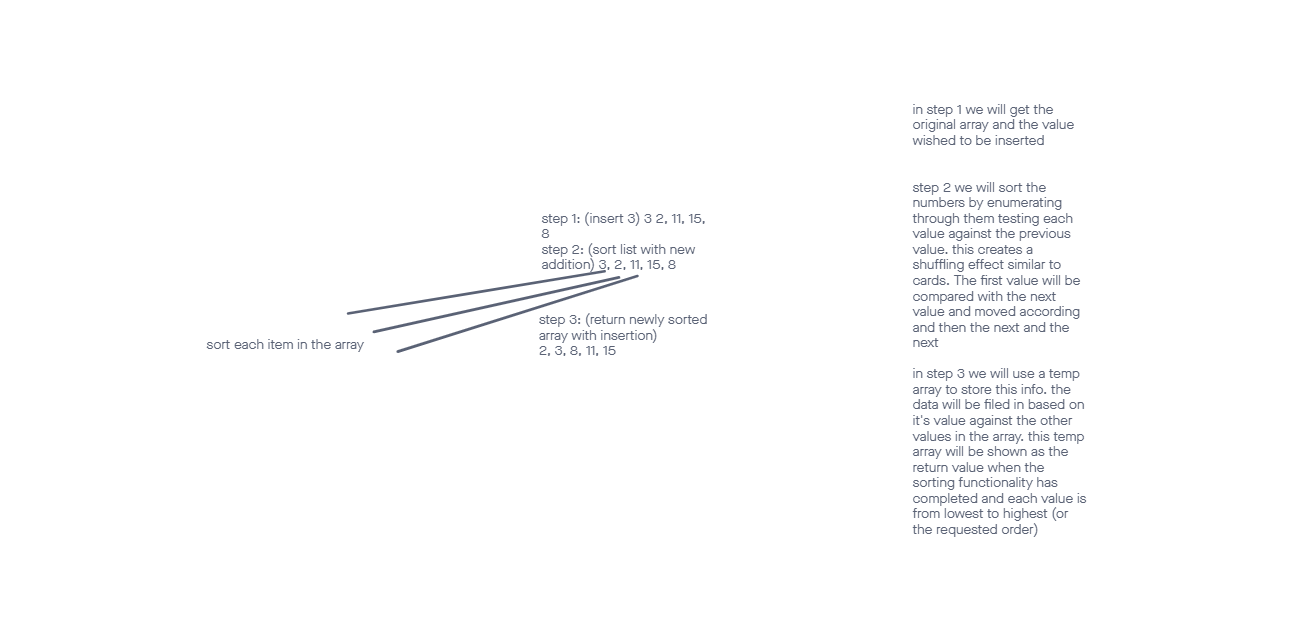 in step 1 we will get the
original array and the value
wished to be inserted
step 2 we will sort the
numbers by enumerating
through them testing each
value against the previous
value. this creates a
shuffling effect similar to
cards. The first value will be
compared with the next
value and moved according
and then the next and the
next
in step 3 we will use a temp
array to store this info. the
data will be filed in based on
it's value against the other
values in the array. this temp
array will be shown as the
return value when the
sorting functionality has
completed and each value is
from lowest to highest (or
the requested order)
step 1: (insert 3) 3 2, 11, 15,
8
step 2: (sort list with new
addition) 3, 2, 11, 15, 8
step 3: (return newly sorted
array with insertion)
2, 3, 8, 11, 15
sort each item in the array